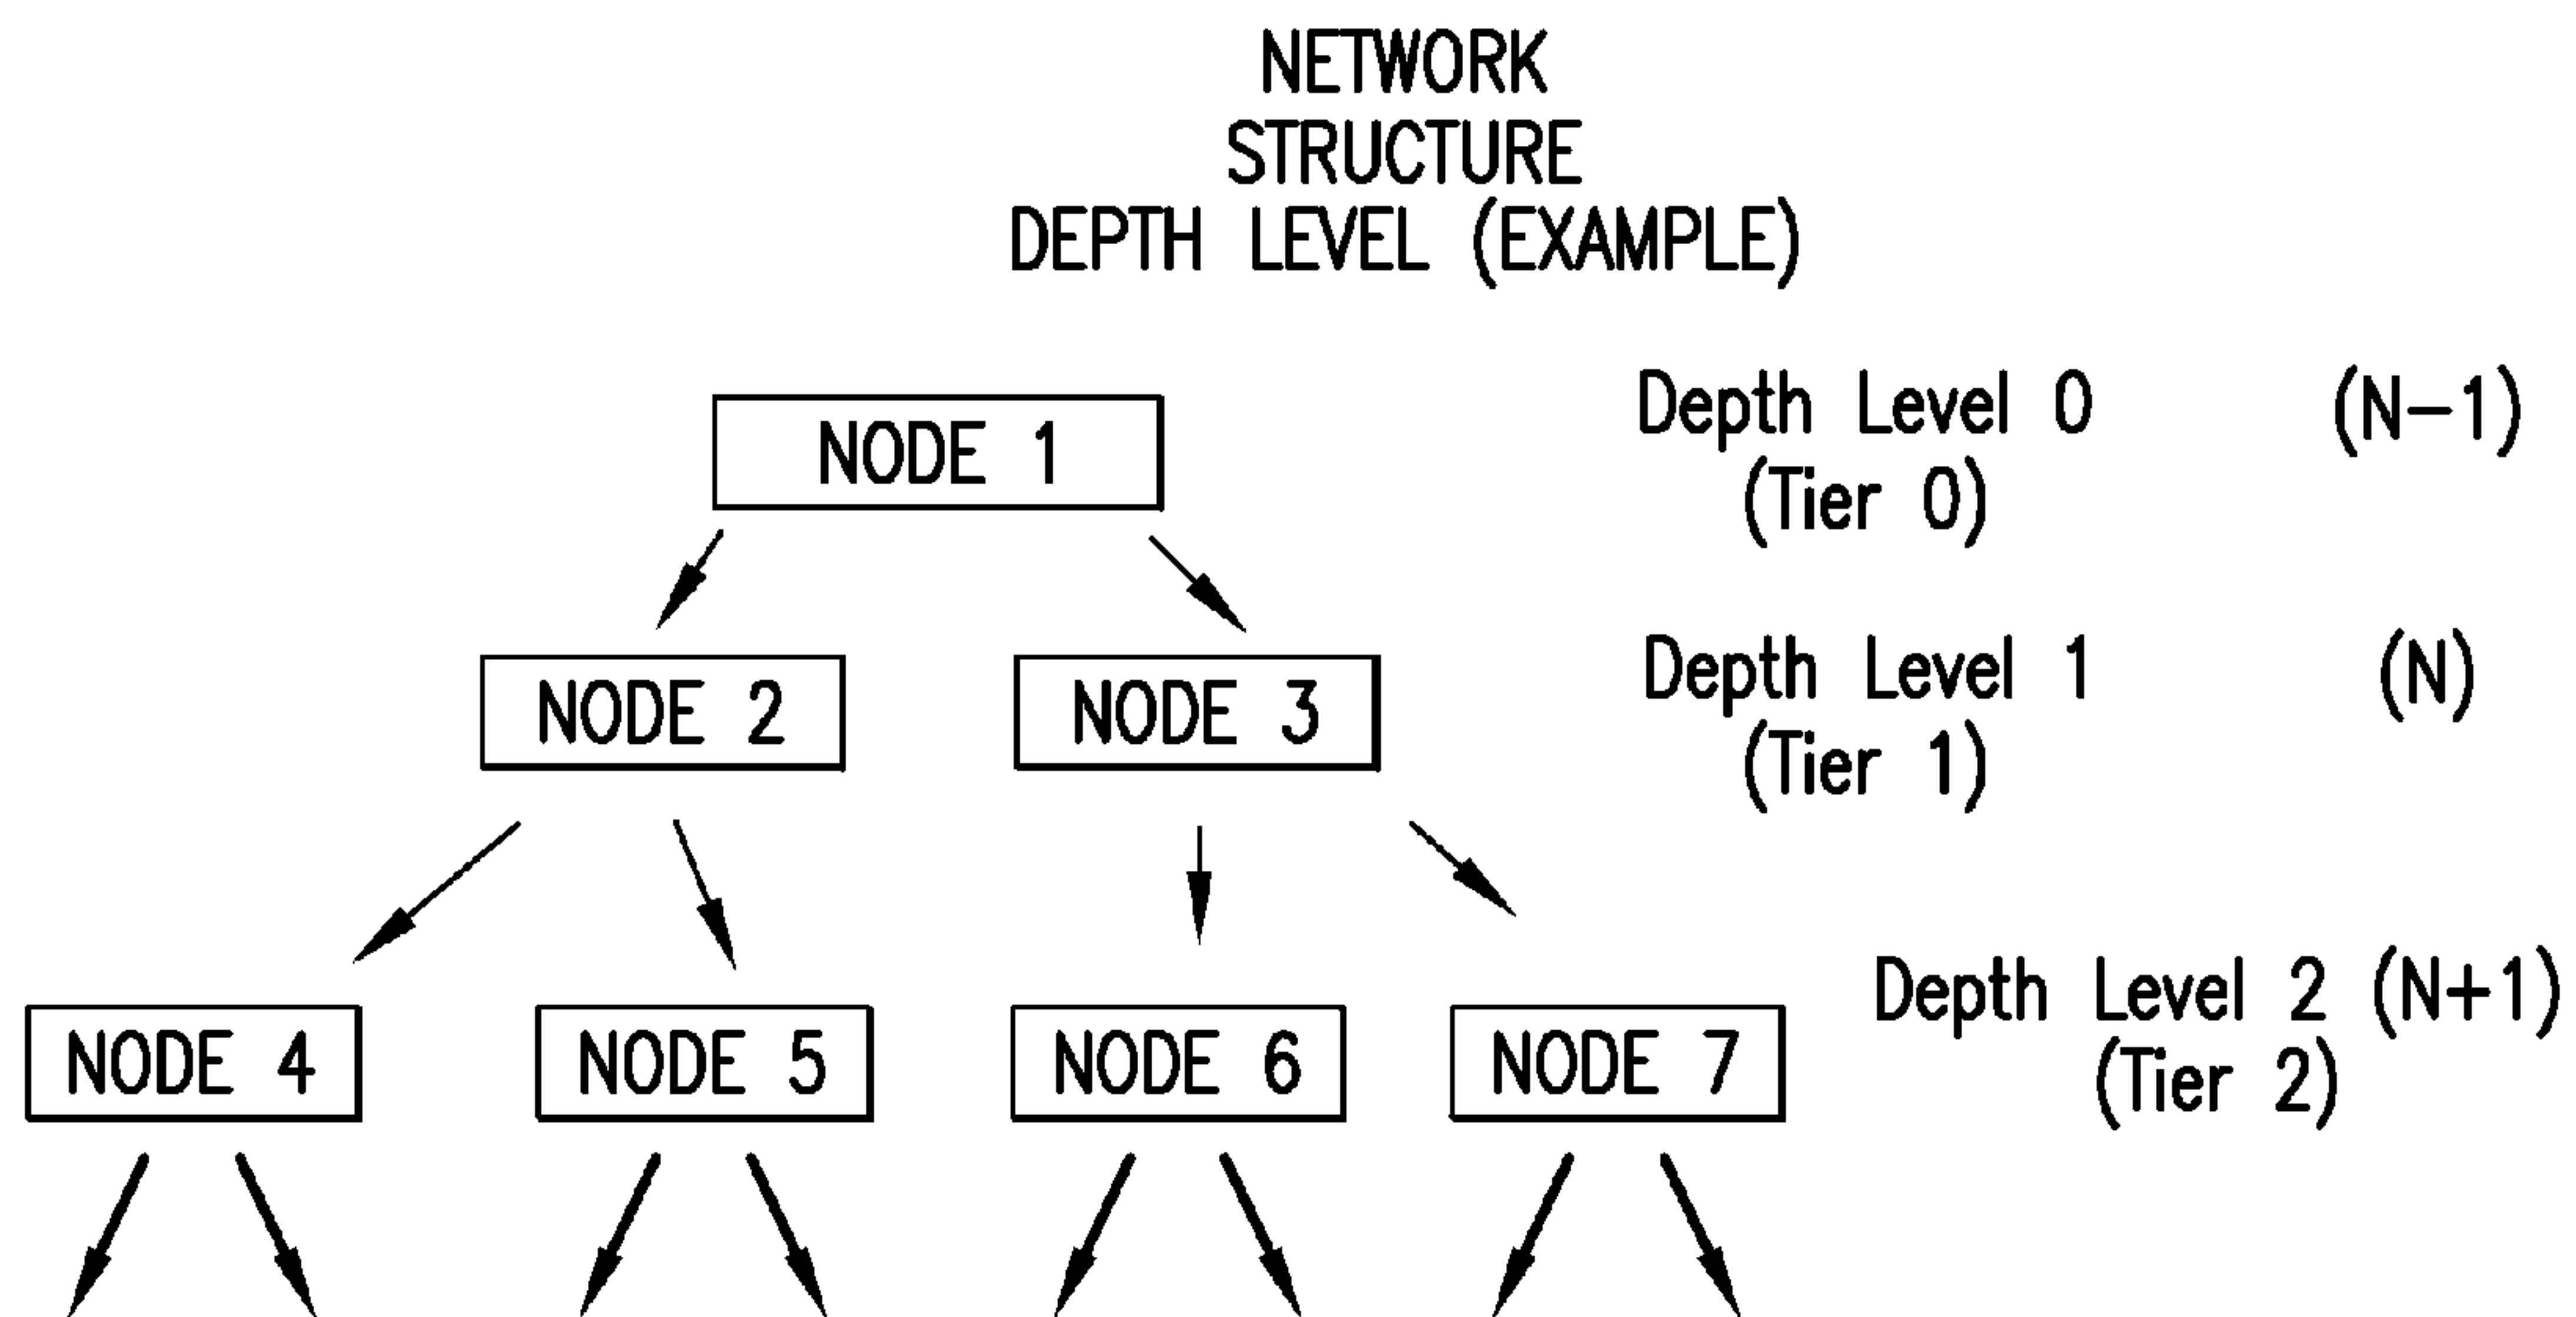 NETWORK
STRUCTURE
DEPTH LEVEL (EXAMPLE)
NODE 1
Depth Level 0 (N-1)
(Tier 0)
NODE 2 NODE 3
Depth Level 1 (N)
(Tier 1)
NODE 4 NODE 5 NODE 6 NODE 7
Depth Level 2 (N+1)
(Tier 2)